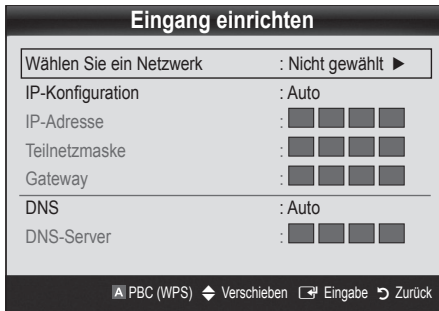 Eingang einrichten
Wählen Sie ein Netzwerk : Nicht gewählt ►
IP-Konfiguration : Auto
IP-Adresse :
Teilnetzmaske :
Gateway :
DNS : Auto
DNS-Server :
A PBC (WPS) Verschieben Eingabe Zurück